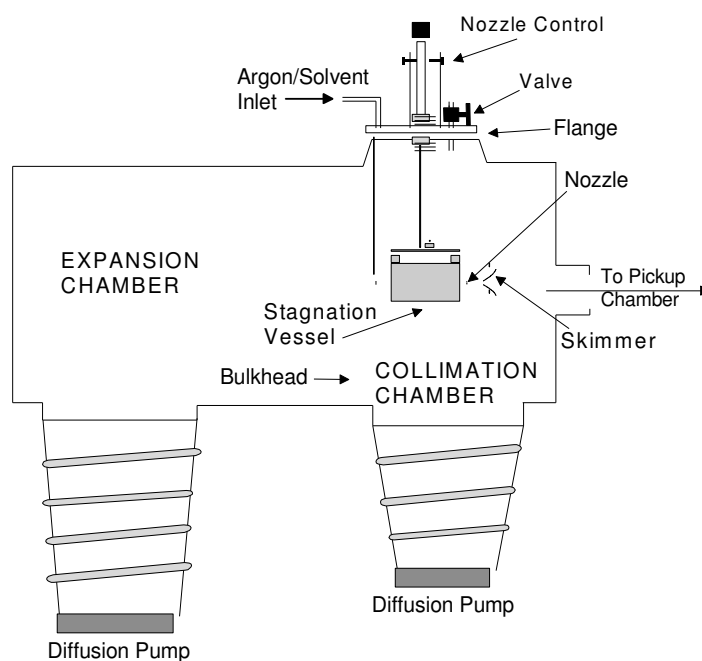 Nozzle Control
Argon/Solvent
Inlet
Valve
Flange
Nozzle
EXPANSION
CHAMBER
To Pickup
Chamber
Stagnation
Vessel
Skimmer
Bulkhead
COLLIMATION
CHAMBER
Diffusion Pump
Diffusion Pump